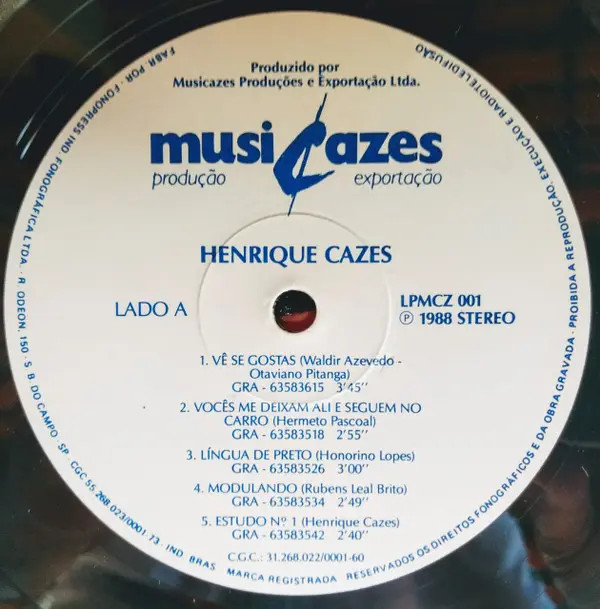 Produzido por
Musicazes Produções e Exportação Ltda.
musiCazes
produção exportação
HENRIQUE CAZES
LADO A
LPMCZ 001
℗ 1988 STEREO
1. VÊ SE GOSTAS (Waldir Azevedo -
Otaviano Pitanga)
GRA - 63583615 3'45"
2. VOCÊS ME DEIXAM ALI E SEGUEM NO
CARRO (Hermeto Pascoal)
GRA - 63583518 2'55"
3. LÍNGUA DE PRETO (Honorino Lopes)
GRA - 63583526 3'00"
4. MODULANDO (Rubens Leal Brito)
GRA - 63583534 2'49"
5. ESTUDO Nº 1 (Henrique Cazes)
GRA - 63583542 2'40"
C.G.C.: 31.268.022/0001-60
FABR. POR - FONOPRESS IND. FONOGRÁFICA LTDA. - R. ODEON, 150 - S. B. DO CAMPO - SP - CGC 55.268.023/0001.73 - IND. BRAS. MARCA REGISTRADA RESERVADOS OS DIREITOS FONOGRÁFICOS E DA OBRA GRAVADA - PROIBIDA A REPRODUÇÃO, EXECUÇÃO E RADIOTELEDIFUSÃO